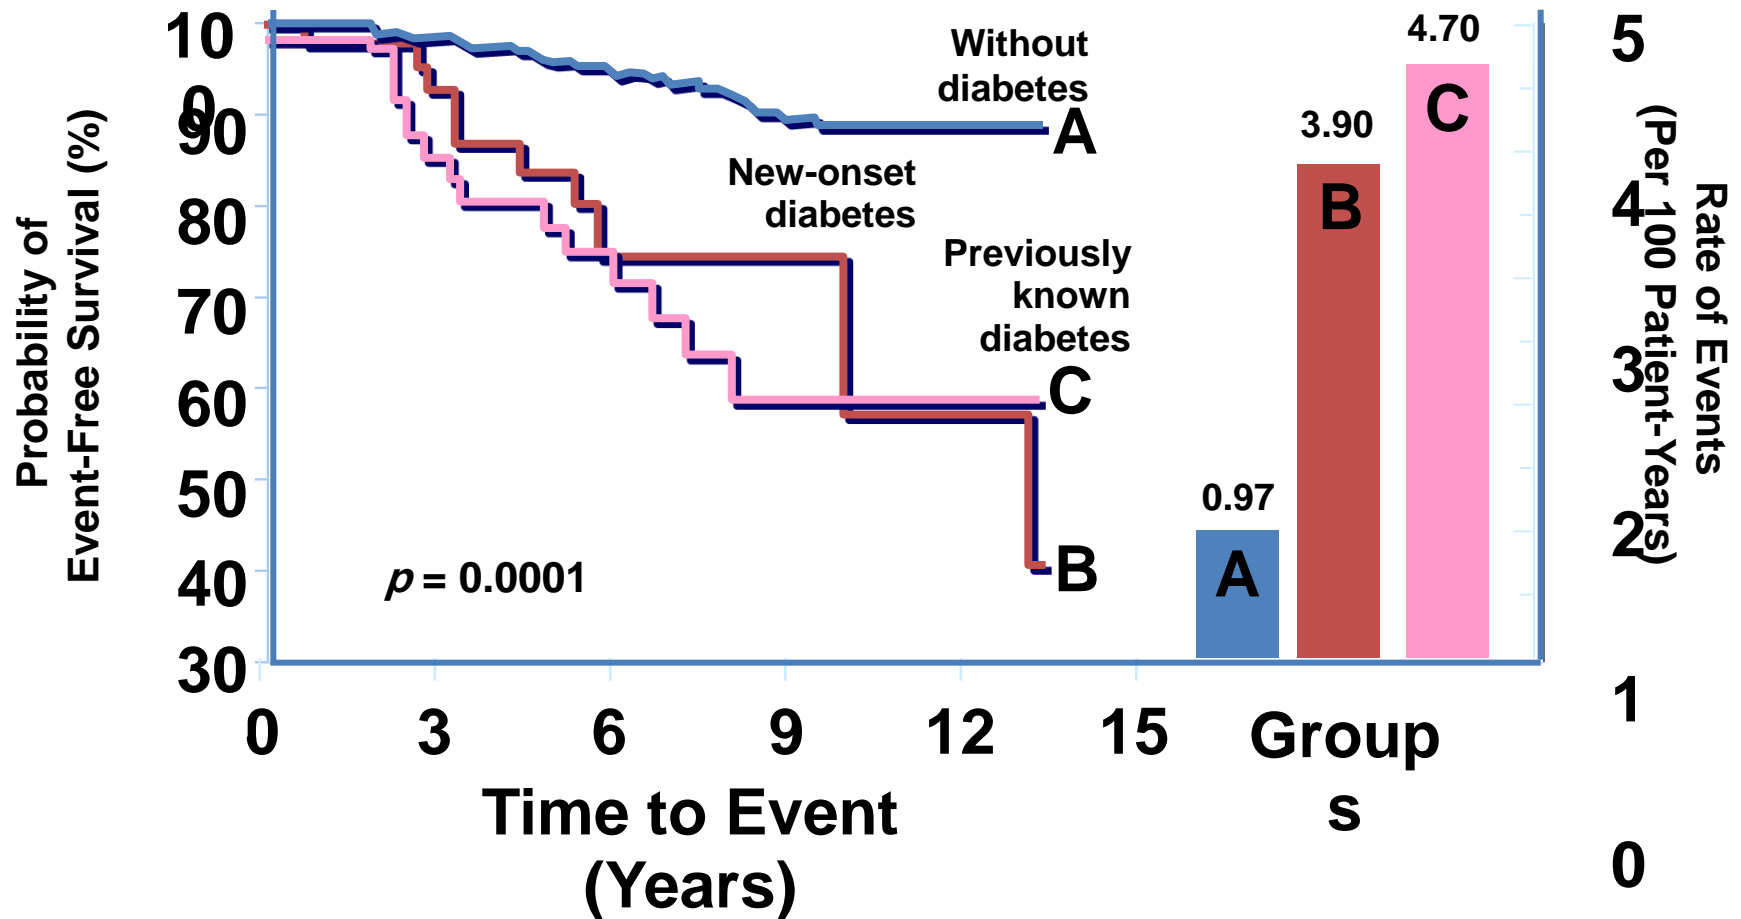 Probability of
Event-Free Survival (%)
10
0
90
80
70
60
50
40
30
Without
diabetes
A
New-onset
diabetes
Previously
known
diabetes
C
B
p = 0.0001
0.97
A
3.90
B
4.70
C
5
4
3
2
1
0
Rate of Events
(Per 100 Patient-Years)
0 3 6 9 12 15
Time to Event
(Years)
Group
s